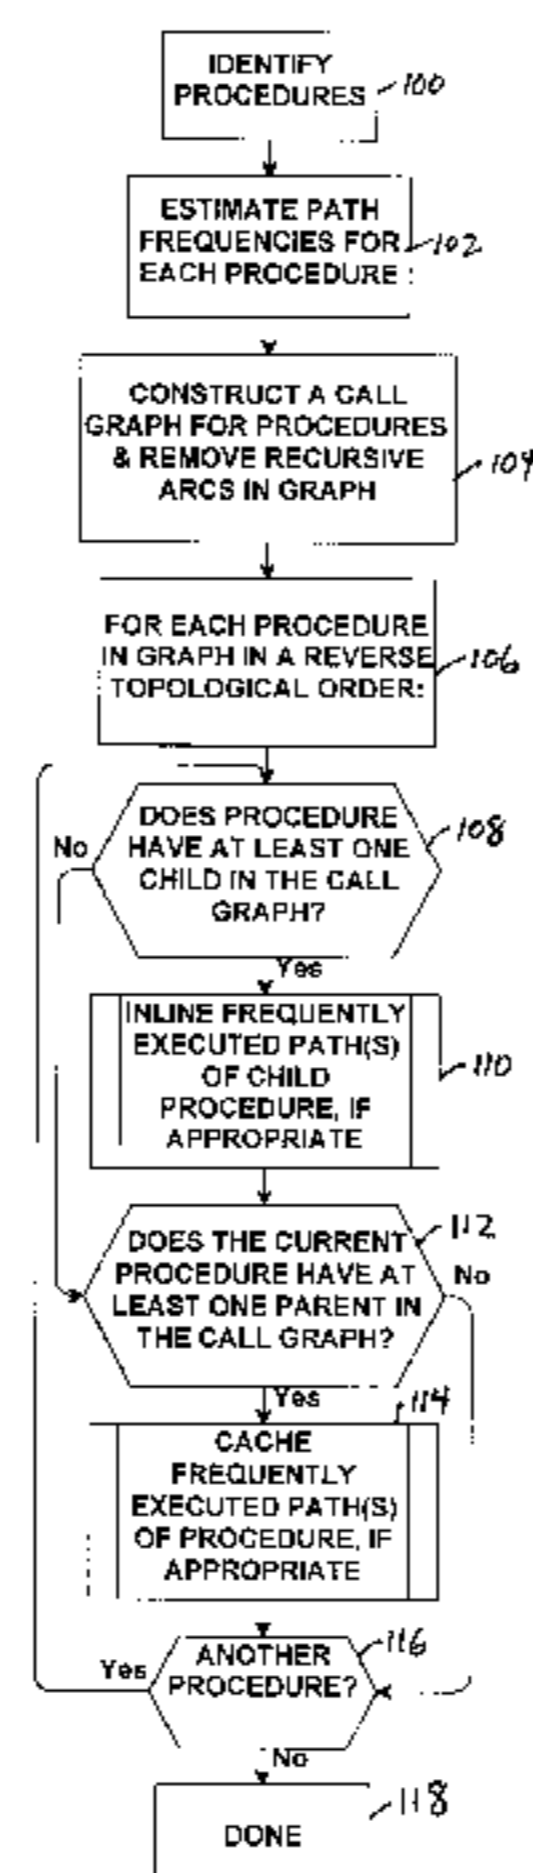 IDENTIFY
PROCEDURES
100
ESTIMATE PATH
FREQUENCIES FOR
EACH PROCEDURE
102
CONSTRUCT A CALL
GRAPH FOR PROCEDURES
& REMOVE RECURSIVE
ARCS IN GRAPH
104
FOR EACH PROCEDURE
IN GRAPH IN A REVERSE
TOPOLOGICAL ORDER:
106
DOES PROCEDURE
HAVE AT LEAST ONE
CHILD IN THE CALL
GRAPH?
108
No
Yes
INLINE FREQUENTLY
EXECUTED PATH(S)
OF CHILD
PROCEDURE, IF
APPROPRIATE
110
DOES THE CURRENT
PROCEDURE HAVE AT
LEAST ONE PARENT IN
THE CALL GRAPH?
112
No
Yes
114
CACHE
FREQUENTLY
EXECUTED PATH(S)
OF PROCEDURE, IF
APPROPRIATE
ANOTHER
PROCEDURE?
116
Yes
No
DONE
118